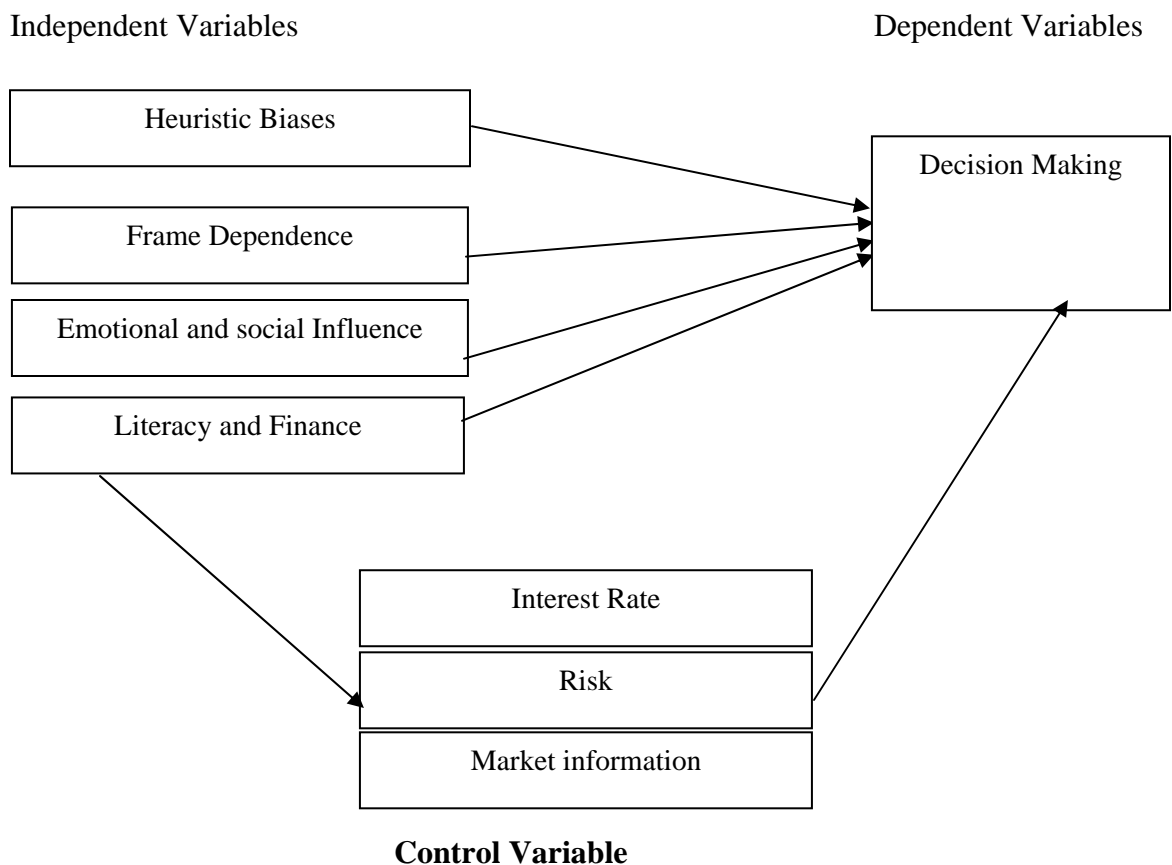 Independent Variables
Dependent Variables
Heuristic Biases
Decision Making
Frame Dependence
Emotional and social Influence
Literacy and Finance
Interest Rate
Risk
Market information
Control Variable